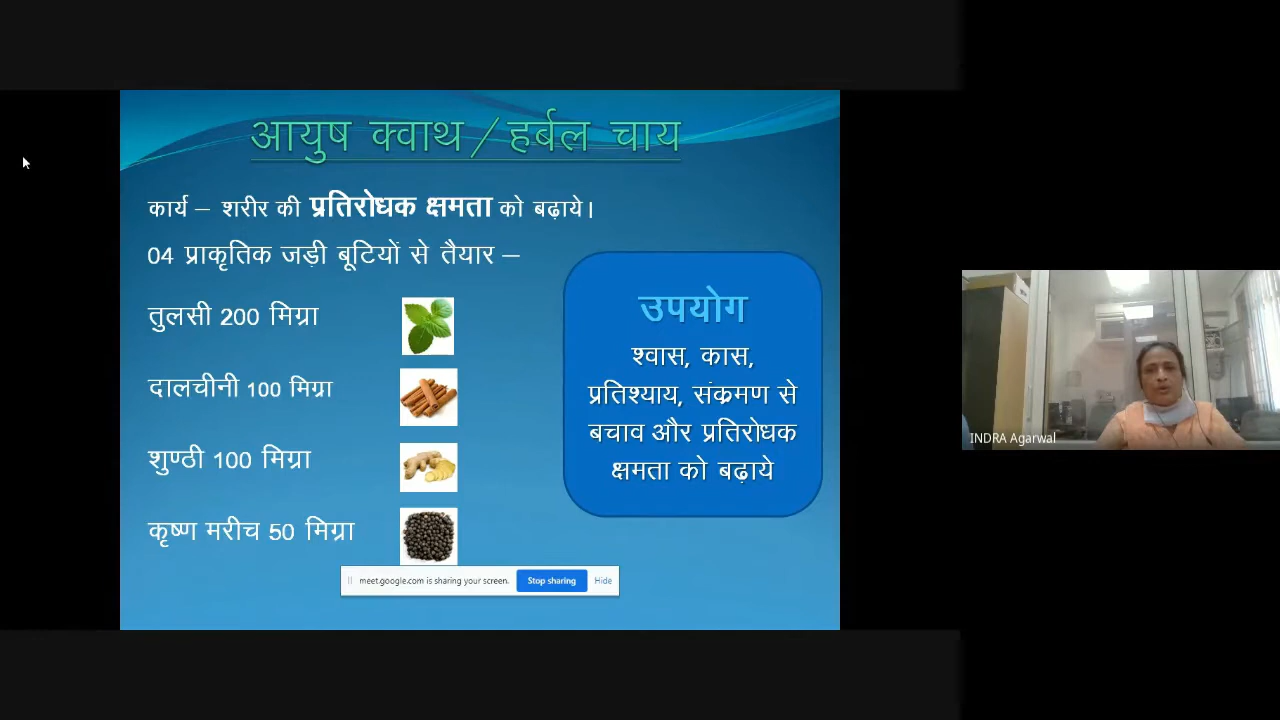 आयुष क्वाथ / हर्बल चाय
कार्य – शरीर की प्रतिरोधक क्षमता को बढ़ाये।
04 प्राकृतिक जड़ी बूटियों से तैयार –
तुलसी 200 मिग्रा
दालचीनी 100 मिग्रा
शुण्ठी 100 मिग्रा
कृष्ण मरीच 50 मिग्रा
उपयोग
श्वास, कास,
प्रतिश्याय, संक्रमण से
बचाव और प्रतिरोधक
क्षमता को बढ़ाये
meet.google.com is sharing your screen. Stop sharing Hide
INDRA Agarwal